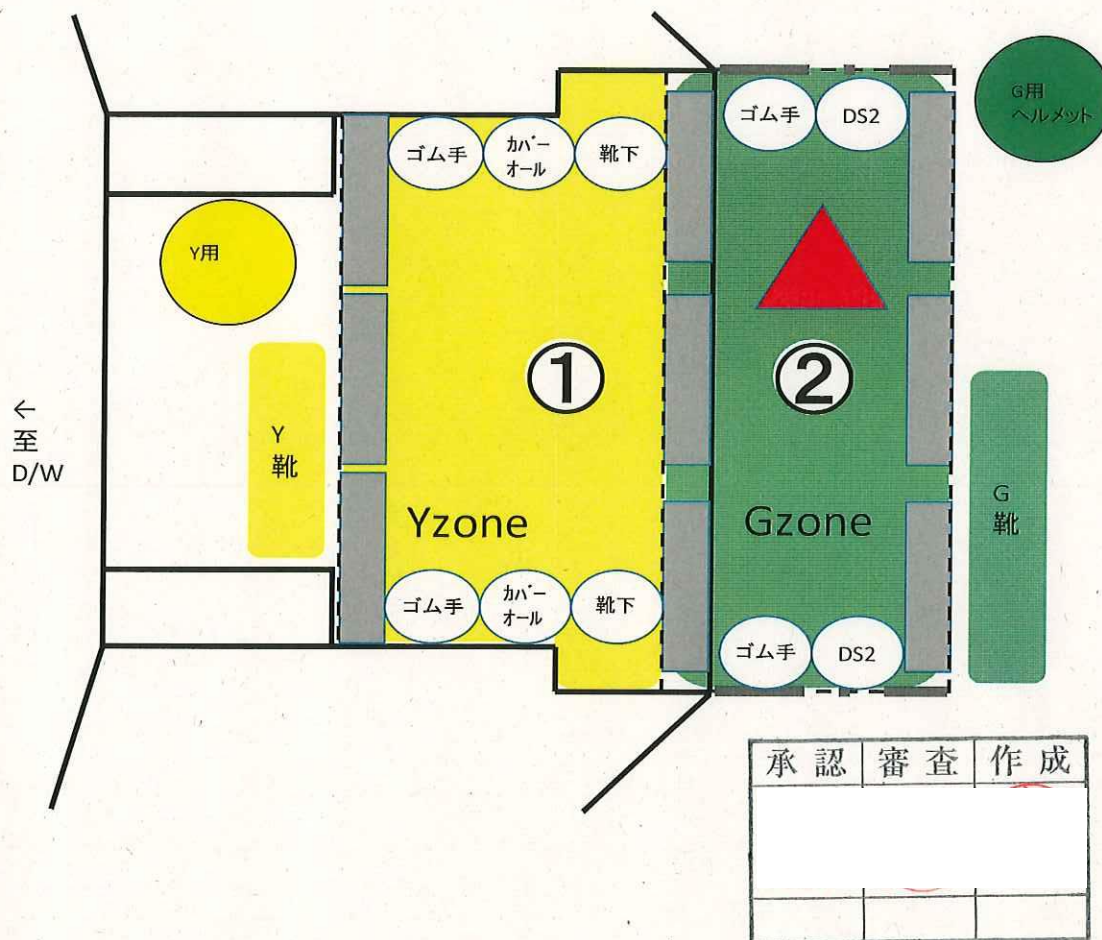 G用
ヘルメット
ゴム手
DS2
ゴム手
カバー
オール
靴下
Y用
①
②
←
至
D/W
Y
靴
Yzone
Gzone
G
靴
ゴム手
カバー
オール
靴下
ゴム手
DS2
承認 審査 作成